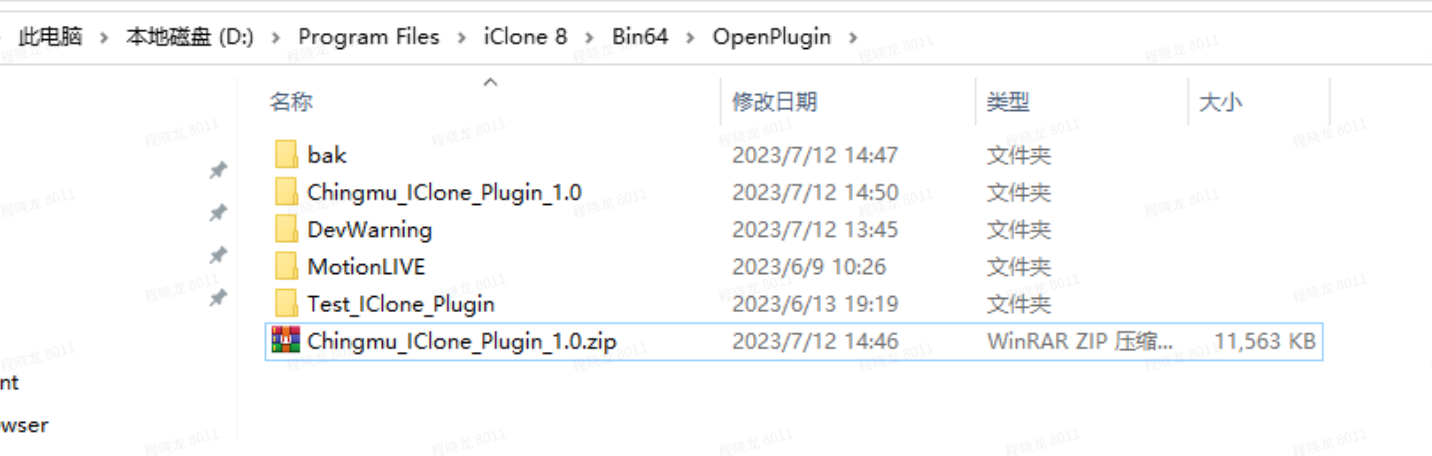 此电脑 > 本地磁盘 (D:) > Program Files > iClone 8 > Bin64 > OpenPlugin >
名称 修改日期 类型 大小
bak 2023/7/12 14:47 文件夹
Chingmu_IClone_Plugin_1.0 2023/7/12 14:50 文件夹
DevWarning 2023/7/12 13:45 文件夹
MotionLIVE 2023/6/9 10:26 文件夹
Test_IClone_Plugin 2023/6/13 19:19 文件夹
Chingmu_IClone_Plugin_1.0.zip 2023/7/12 14:46 WinRAR ZIP 压缩... 11,563 KB
nt
wser
程晓龙 8011